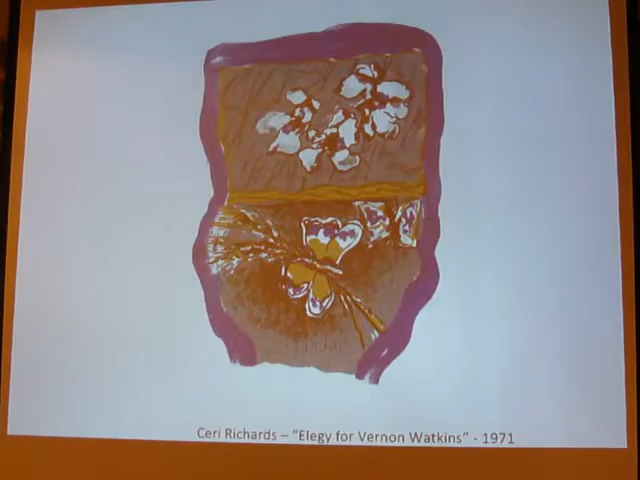 Ceri Richards – "Elegy for Vernon Watkins" - 1971